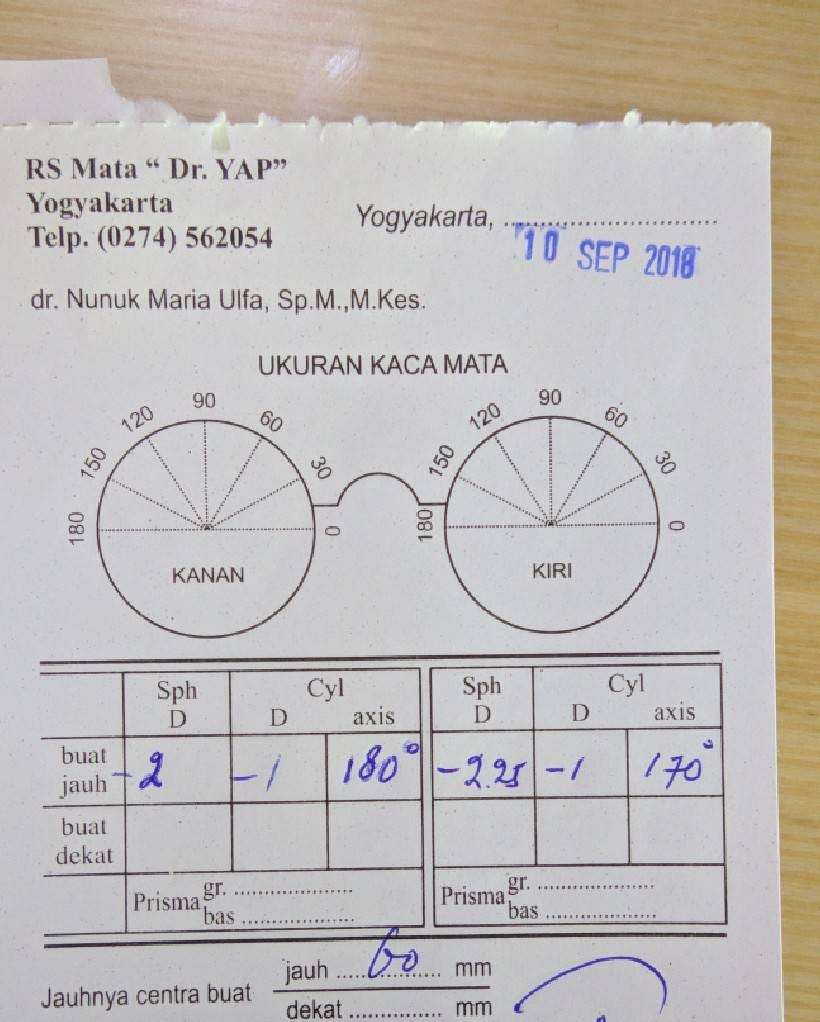 RS Mata “ Dr. YAP”
Yogyakarta
Telp. (0274) 562054
Yogyakarta, ..............................
10 SEP 2018
dr. Nunuk Maria Ulfa, Sp.M.,M.Kes.
UKURAN KACA MATA
180 150 120 90 60 30 0
KANAN
180 150 120 90 60 30 0
KIRI
Sph Cyl Sph Cyl
D D axis D D axis
buat jauh -2 -1 180° -2.25 -1 170°
buat dekat
Prisma gr. .................... Prisma gr. ....................
bas .................... bas ....................
Jauhnya centra buat jauh ..... 60 ..... mm
dekat ................ mm